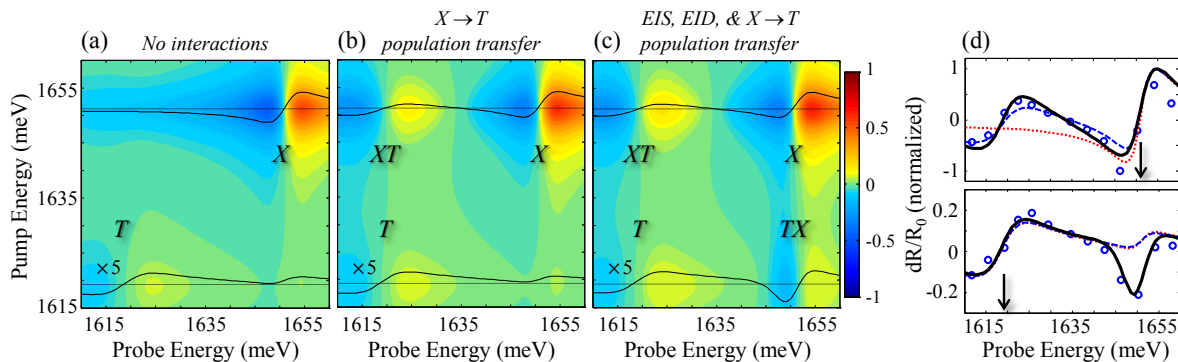 X → T
EIS, EID, & X → T
(a) No interactions
(b) population transfer
(c) population transfer
(d)
Pump Energy (meV)
1655
1635
1615
X
T
×5
1615 1635 1655
Probe Energy (meV)
XT X
T
×5
1615 1635 1655
Probe Energy (meV)
XT X
T TX
×5
1615 1635 1655
Probe Energy (meV)
1
0.5
0
-0.5
-1
dR/R0 (normalized)
1
0
-1
0.2
0
-0.2
1615 1635 1655
Probe Energy (meV)